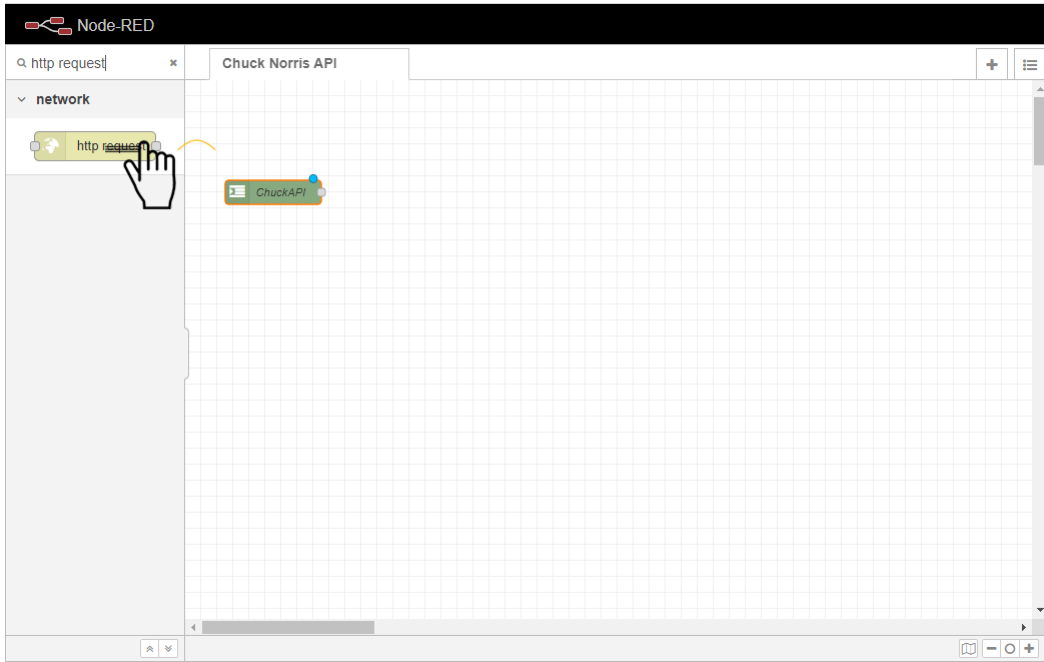 Node-RED
http request
Chuck Norris API
network
http request
ChuckAPI